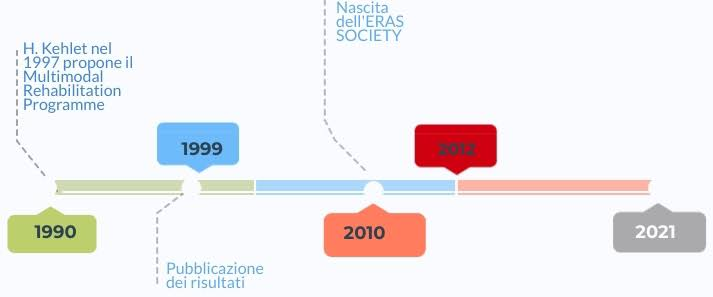 Nascita
dell'ERAS
SOCIETY
H. Kehlet nel
1997 propone il
Multimodal
Rehabilitation
Programme
1999
2012
1990
2010
2021
Pubblicazione
dei risultati